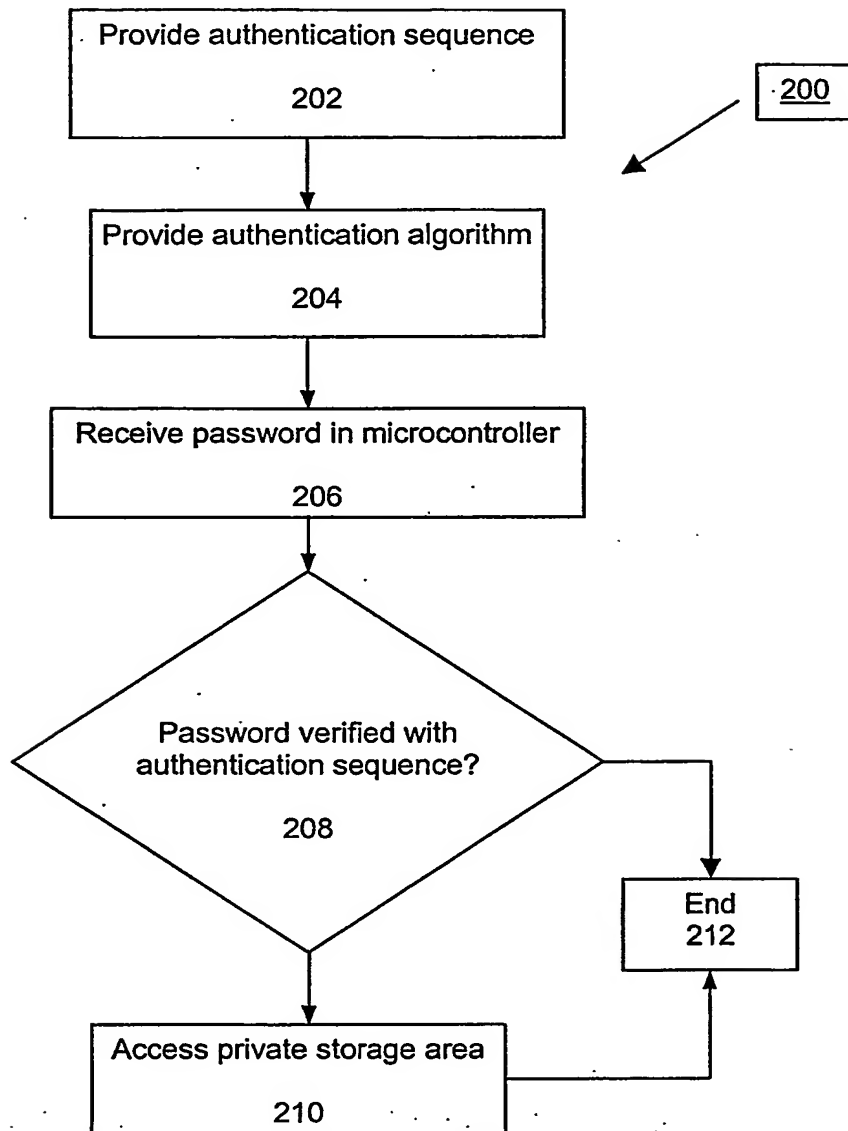 Provide authentication sequence
202
200
Provide authentication algorithm
204
Receive password in microcontroller
206
Password verified with
authentication sequence?
208
End
212
Access private storage area
210